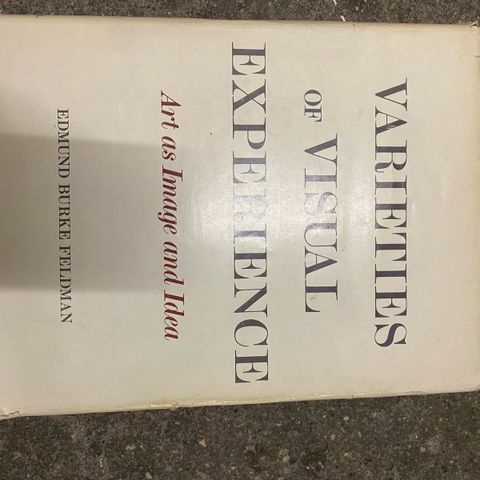 VARIETIES
OF VISUAL
EXPERIENCE
Art as Image and Idea
EDMUND BURKE FELDMAN